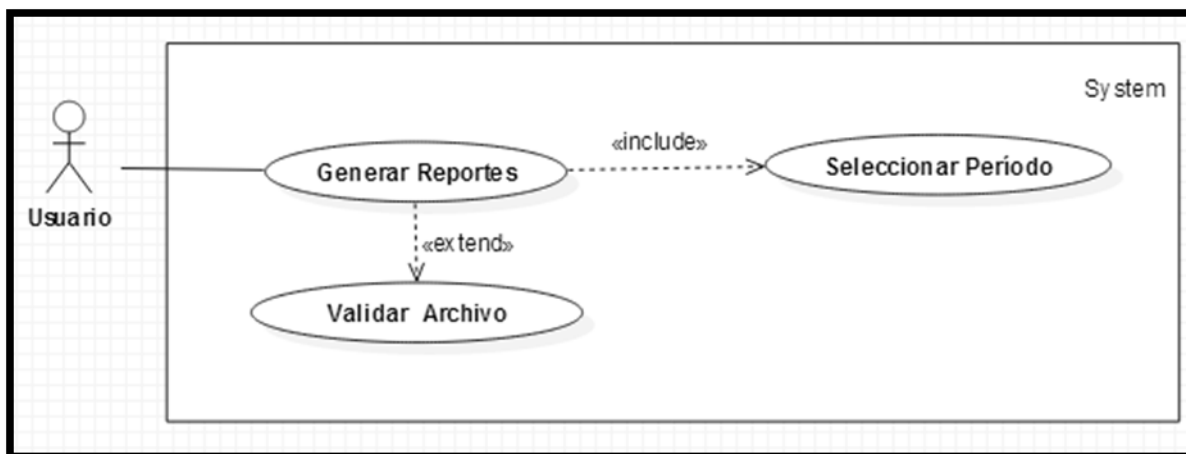 System
«include»
Generar Reportes
Seleccionar Período
Usuario
«extend»
Validar Archivo